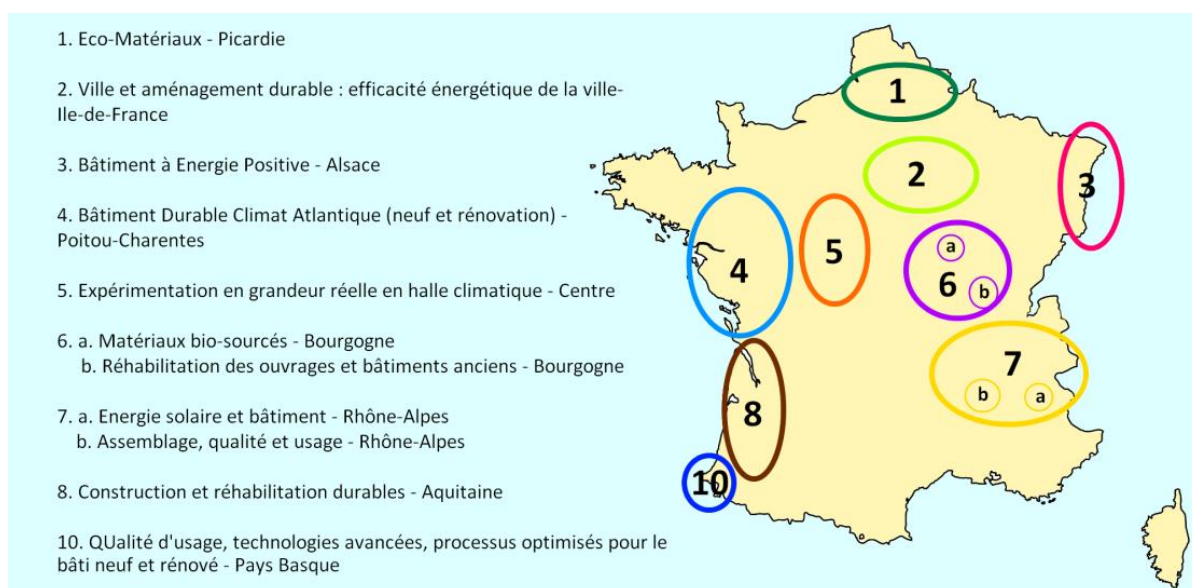 1. Eco-Matériaux - Picardie
2. Ville et aménagement durable : efficacité énergétique de la ville-
Ile-de-France
3. Bâtiment à Energie Positive - Alsace
4. Bâtiment Durable Climat Atlantique (neuf et rénovation) -
Poitou-Charentes
5. Expérimentation en grandeur réelle en halle climatique - Centre
6. a. Matériaux bio-sourcés - Bourgogne
b. Réhabilitation des ouvrages et bâtiments anciens - Bourgogne
7. a. Energie solaire et bâtiment - Rhône-Alpes
b. Assemblage, qualité et usage - Rhône-Alpes
8. Construction et réhabilitation durables - Aquitaine
10. QUalité d'usage, technologies avancées, processus optimisés pour le
bâti neuf et rénové - Pays Basque
1
2
3
4
5
a
6
b
7
b
a
8
10